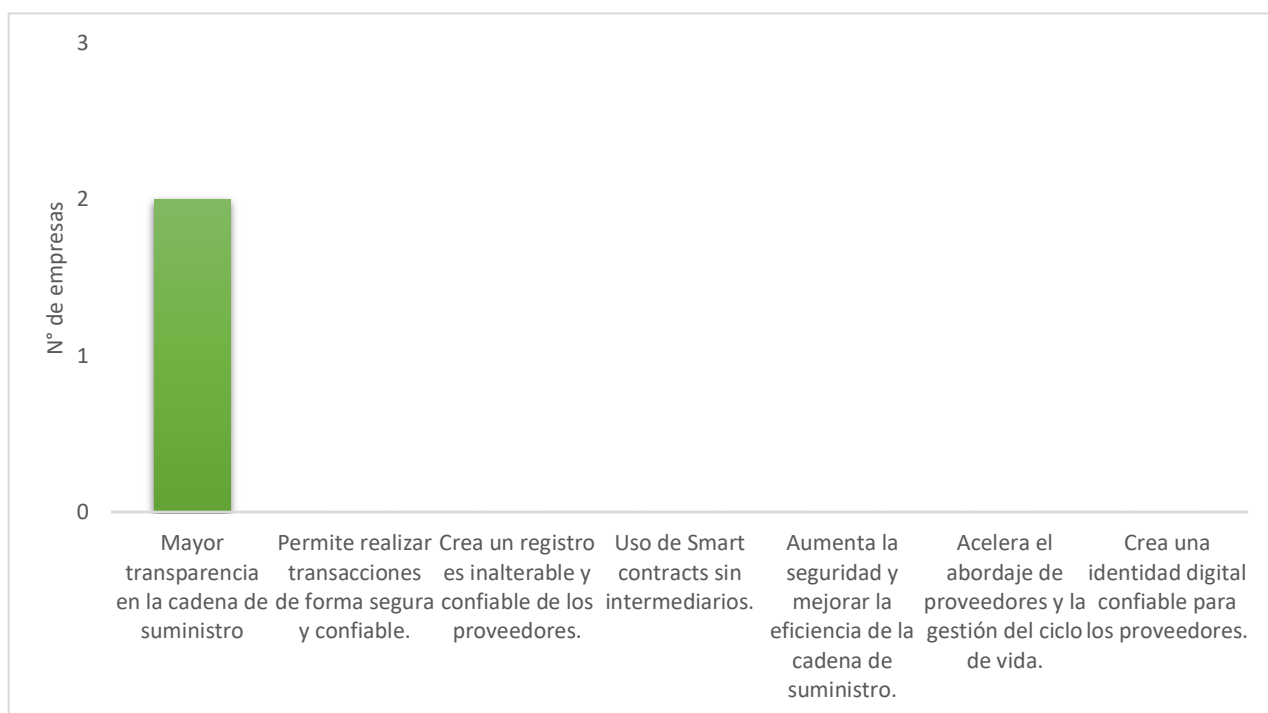 3
2
1
0
N° de empresas
Mayor
transparencia
en la cadena de
suministro
Permite realizar
transacciones
de forma segura
y confiable.
Crea un registro
es inalterable y
confiable de los
proveedores.
Uso de Smart
contracts sin
intermediarios.
Aumenta la
seguridad y
mejorar la
eficiencia de la
cadena de
suministro.
Acelera el
abordaje de
proveedores y la
gestión del ciclo
de vida.
Crea una
identidad digital
confiable para
los proveedores.